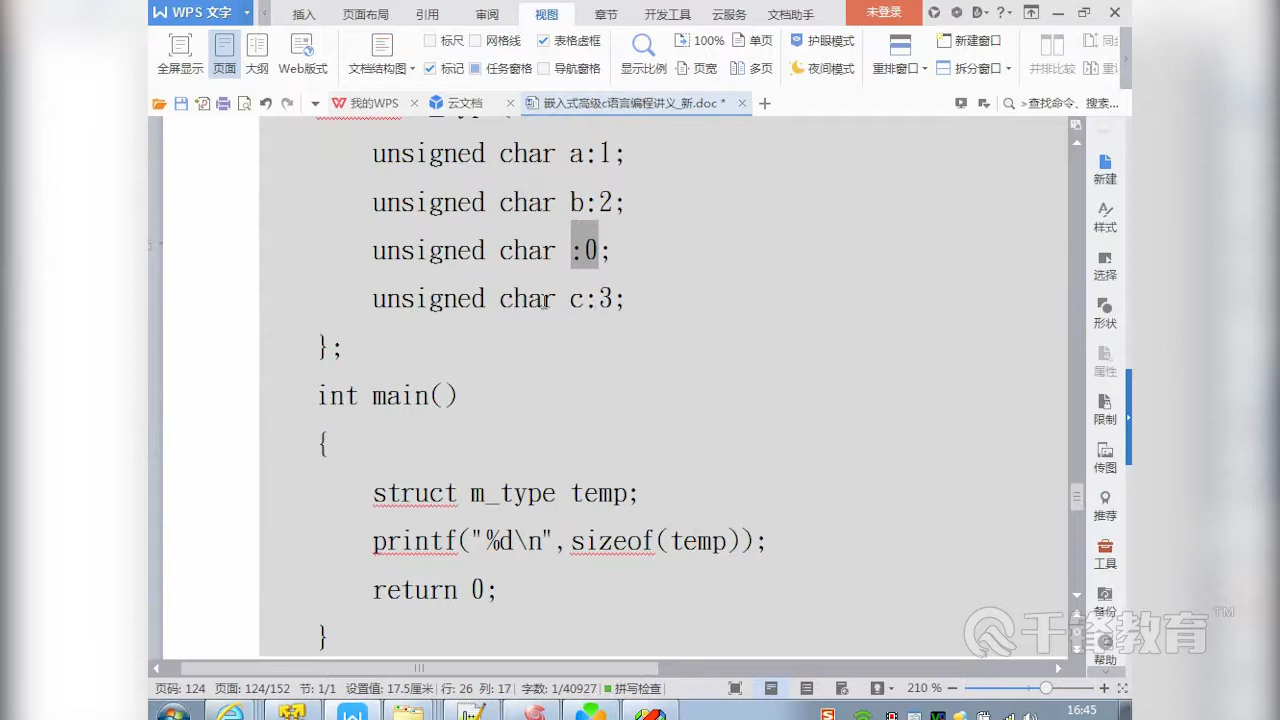 WPS 文字
插入 页面布局 引用 审阅 视图 章节 开发工具 云服务 文档助手 未登录
标尺 网格线 表格虚框 100% 单页 护眼模式 新建窗口
全屏显示 页面 大纲 Web版式 文档结构图 标记 任务窗格 导航窗格 显示比例 页宽 多页 夜间模式 重排窗口 拆分窗口 并排比较
我的WPS 云文档 嵌入式高级c语言编程讲义_新.doc * >查找命令、搜索...
unsigned char a:1;
unsigned char b:2;
unsigned char :0;
unsigned char c:3;
};
int main()
{
struct m_type temp;
printf("%d\n",sizeof(temp));
return 0;
}
新建
样式
选择
形状
属性
限制
传图
推荐
工具
备份
帮助
千锋教育 TM
页码: 124 页面: 124/152 节: 1/1 设置值: 17.5厘米 行: 26 列: 17 字数: 1/40927 拼写检查 210 %
16:45